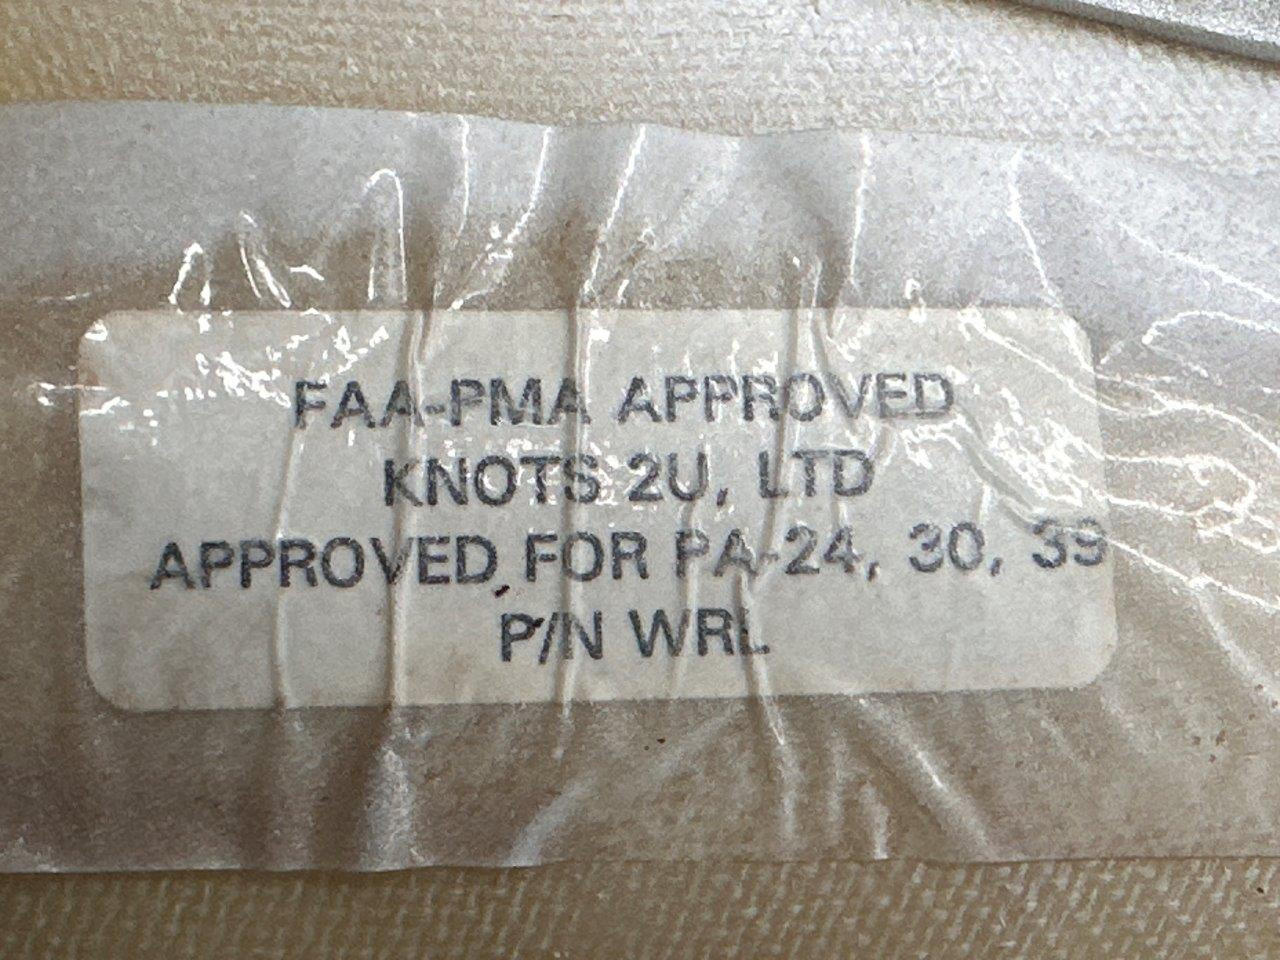 FAA-PMA APPROVED
KNOTS 2U, LTD
APPROVED FOR PA-24, 30, 39
P/N WRL